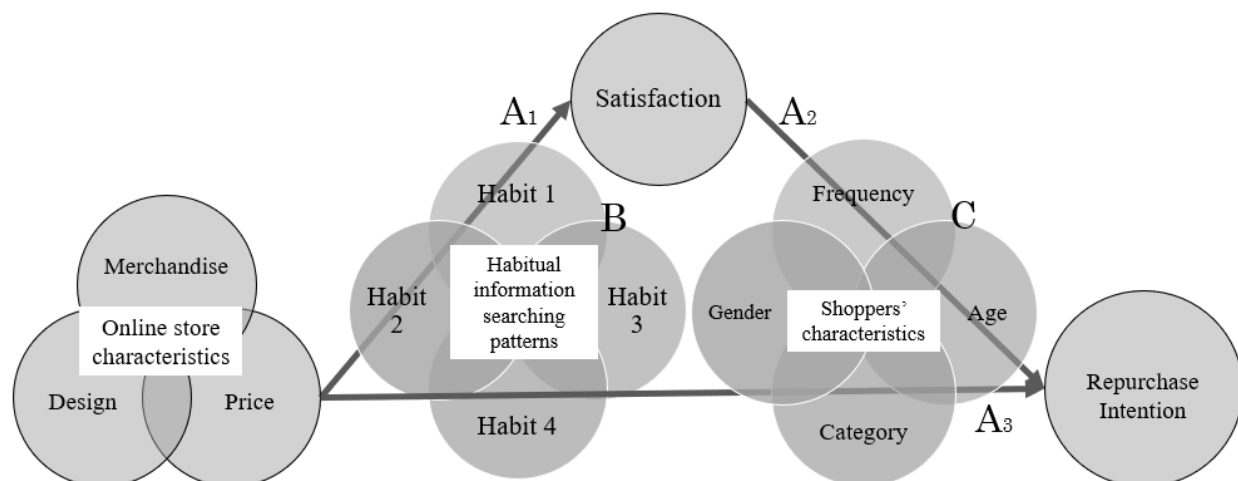 Satisfaction
A1
A2
Habit 1
Frequency
B
C
Merchandise
Habitual
information
searching
patterns
Habit
2
Habit
3
Gender
Shoppers’
characteristics
Age
Online store
characteristics
Design
Price
Repurchase
Intention
Habit 4
Category
A3